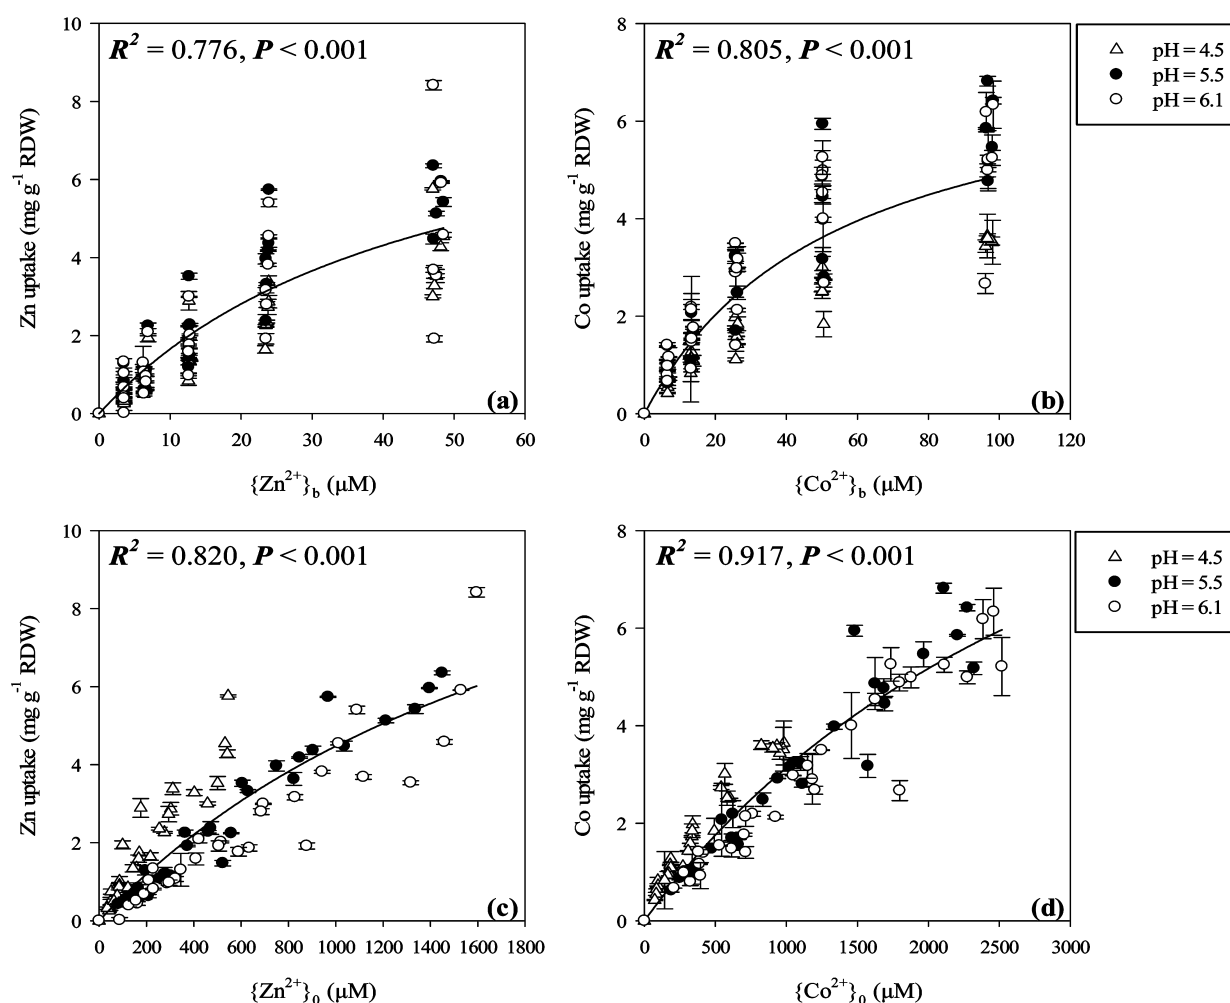 R² = 0.776, P < 0.001
Zn uptake (mg g⁻¹ RDW)
10
8
6
4
2
0
0 10 20 30 40 50 60
{Zn²⁺}b (μM)
(a)
R² = 0.805, P < 0.001
Co uptake (mg g⁻¹ RDW)
8
6
4
2
0
0 20 40 60 80 100 120
{Co²⁺}b (μM)
(b)
pH = 4.5
pH = 5.5
pH = 6.1
R² = 0.820, P < 0.001
Zn uptake (mg g⁻¹ RDW)
10
8
6
4
2
0
0 200 400 600 800 1000 1200 1400 1600 1800
{Zn²⁺}0 (μM)
(c)
R² = 0.917, P < 0.001
Co uptake (mg g⁻¹ RDW)
8
6
4
2
0
0 500 1000 1500 2000 2500 3000
{Co²⁺}0 (μM)
(d)
pH = 4.5
pH = 5.5
pH = 6.1